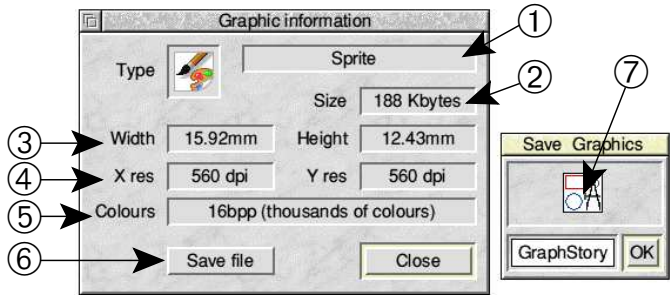 Graphic information ①
Type Sprite
② ⑦
Size 188 Kbytes
③ Width 15.92mm Height 12.43mm Save Graphics
④ X res 560 dpi Y res 560 dpi
⑤ Colours 16bpp (thousands of colours)
⑥ Save file Close GraphStory OK